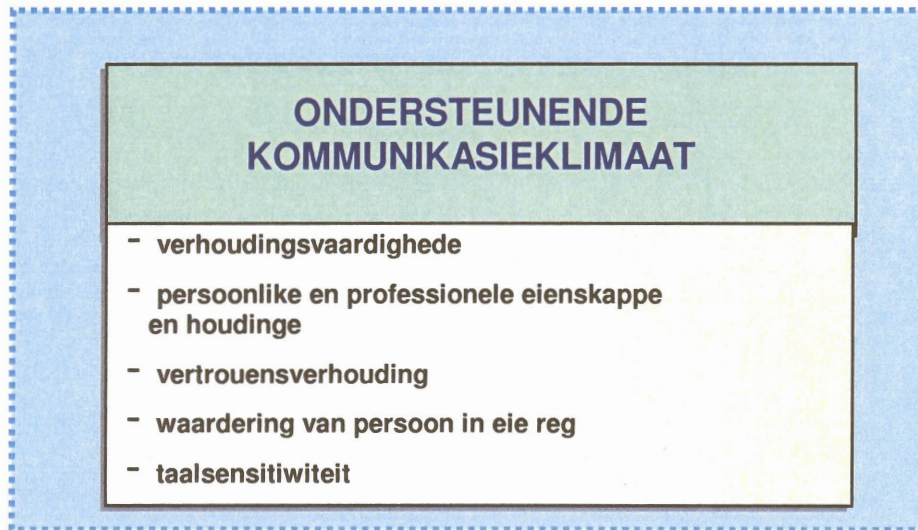 ONDERSTEUNENDE
KOMMUNIKASIEKLIMAAT
- verhoudingsvaardighede
- persoonlike en professionele eienskappe
en houdinge
- vertrouensverhouding
- waardering van persoon in eie reg
- taalsensitiwiteit